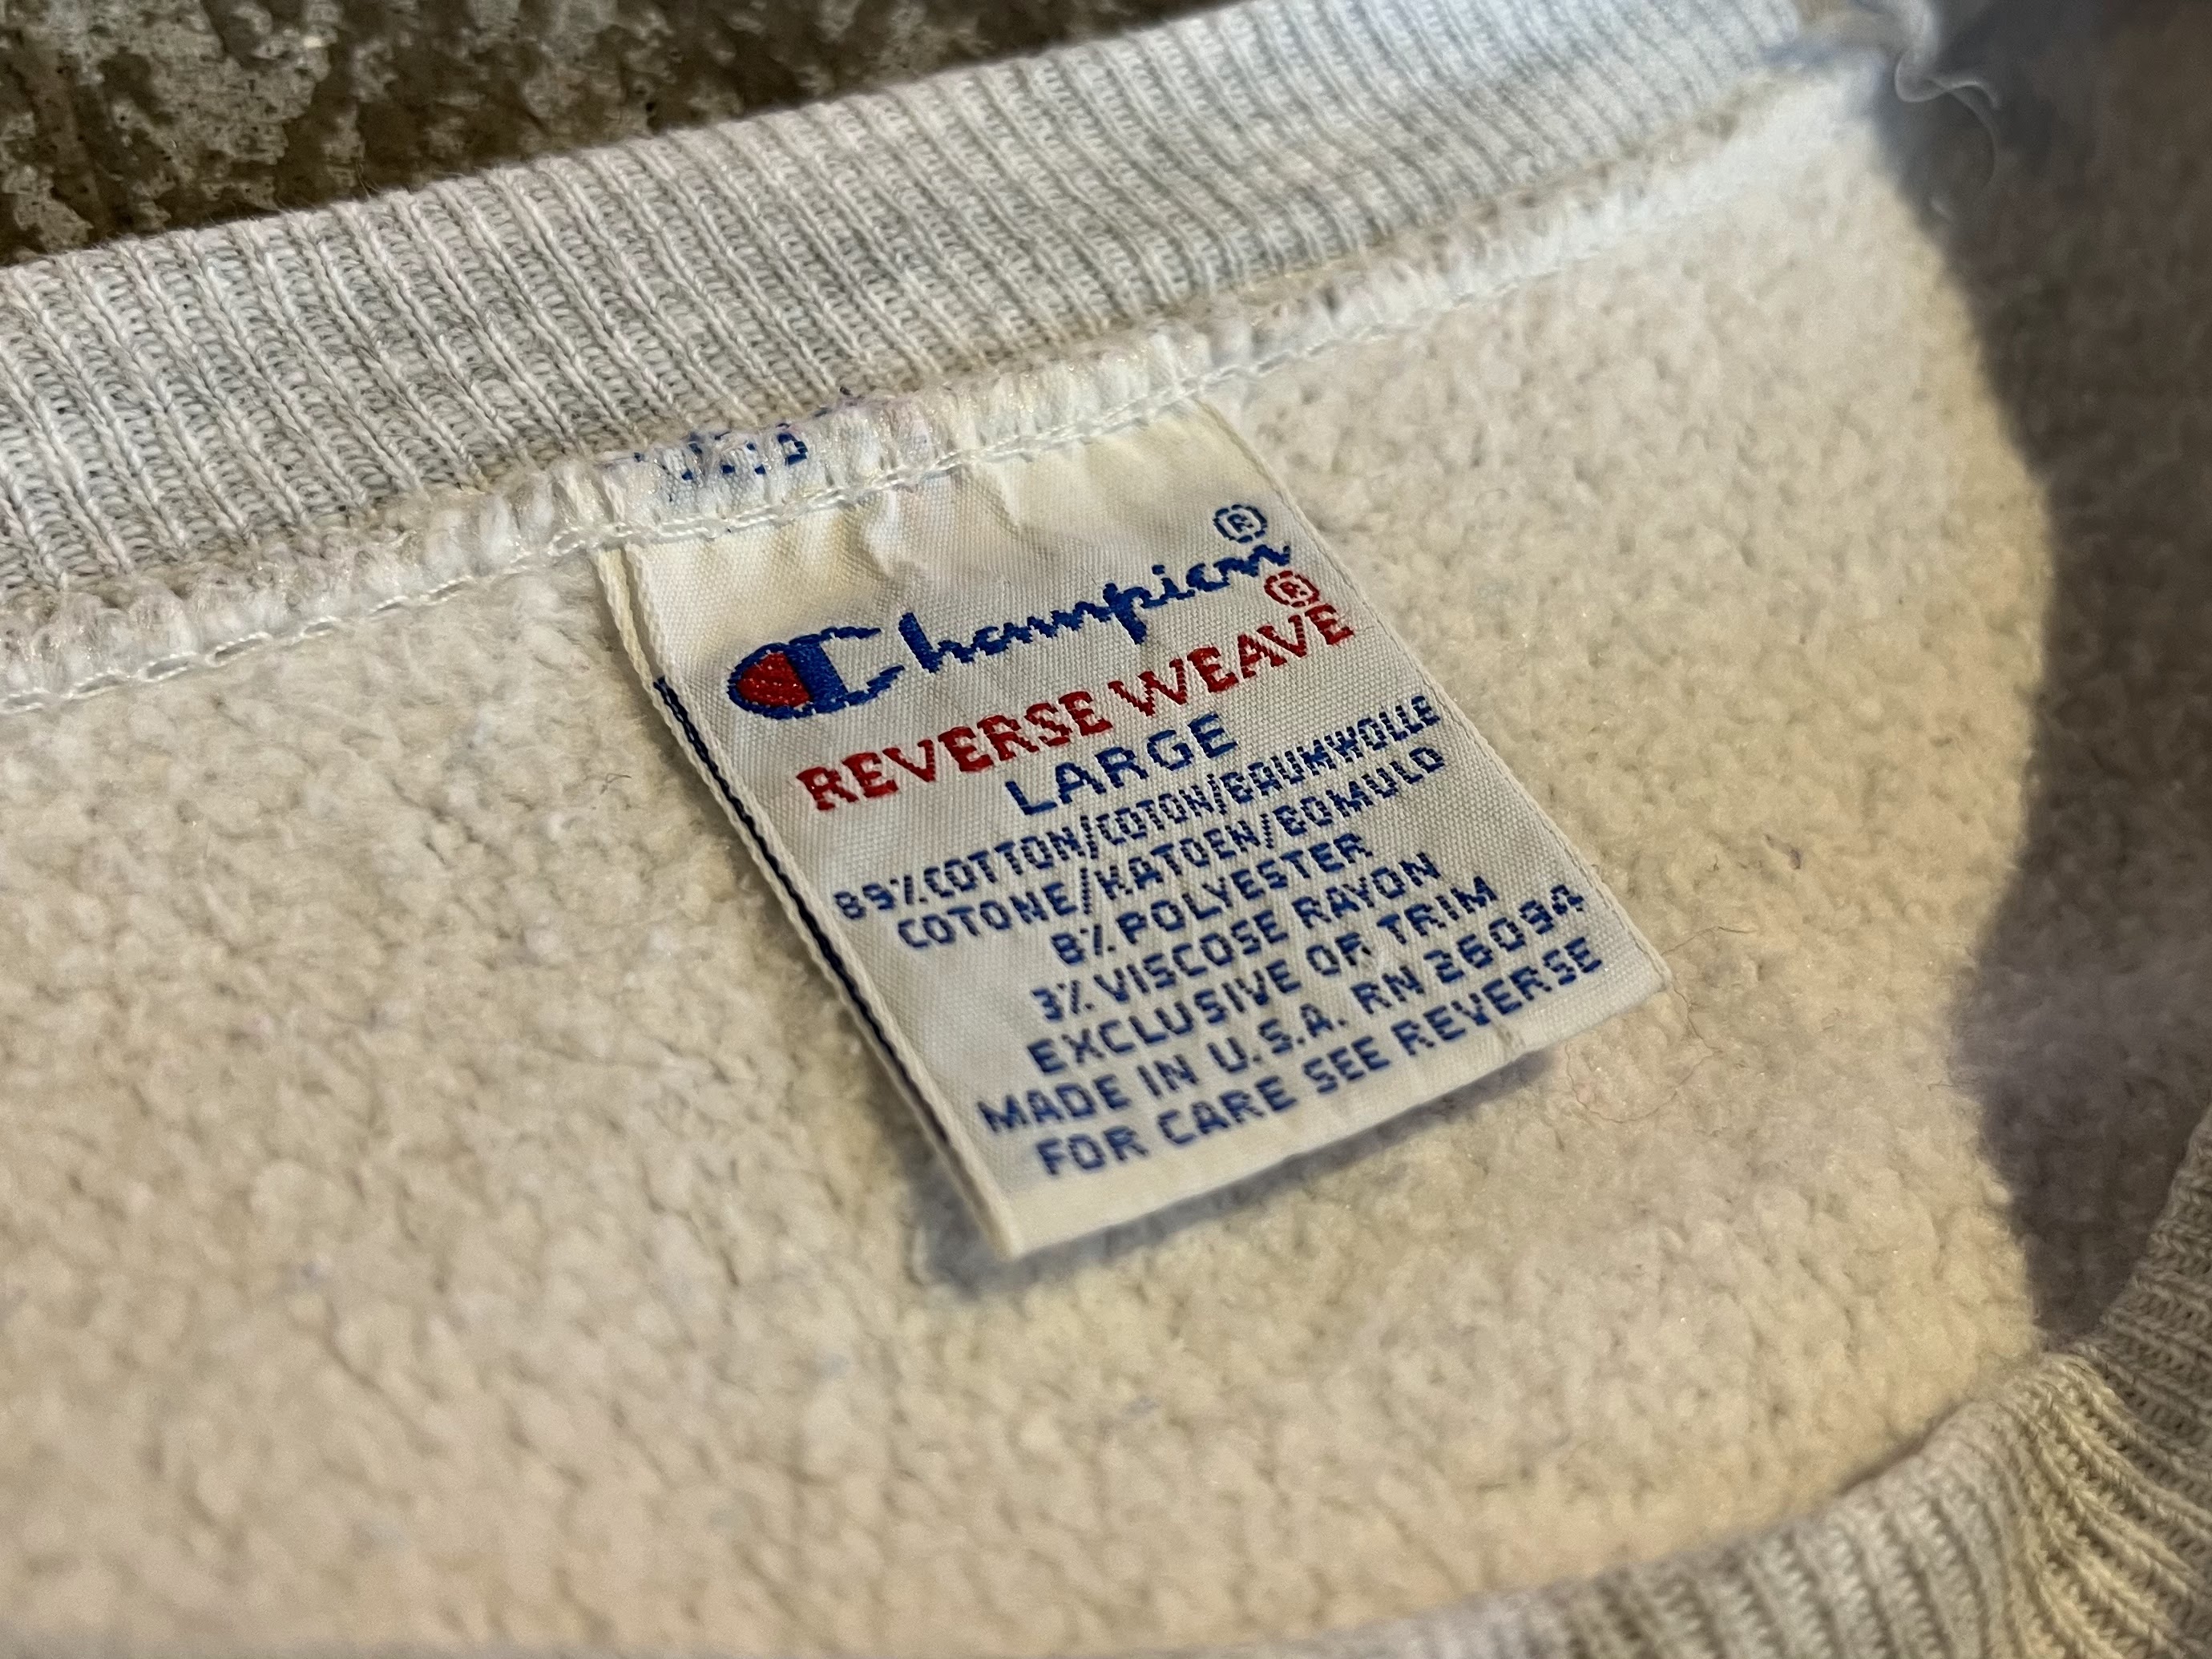 Champion®
REVERSE WEAVE®
LARGE
89% COTTON/COTON/BAUMWOLLE
COTONE/KATOEN/BOMULD
8% POLYESTER
3% VISCOSE RAYON
EXCLUSIVE OF TRIM
MADE IN U.S.A. RN 26094
FOR CARE SEE REVERSE